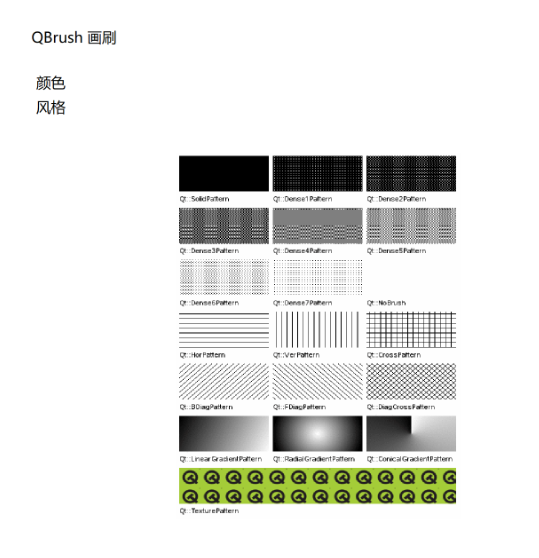 QBrush 画刷
颜色
风格
Qt::SolidPattern Qt::Dense1Pattern Qt::Dense2Pattern
Qt::Dense3Pattern Qt::Dense4Pattern Qt::Dense5Pattern
Qt::Dense6Pattern Qt::Dense7Pattern Qt::NoBrush
Qt::HorPattern Qt::VerPattern Qt::CrossPattern
Qt::BDiagPattern Qt::FDiagPattern Qt::DiagCrossPattern
Qt::LinearGradientPattern Qt::RadialGradientPattern Qt::ConicalGradientPattern
Qt::TexturePattern